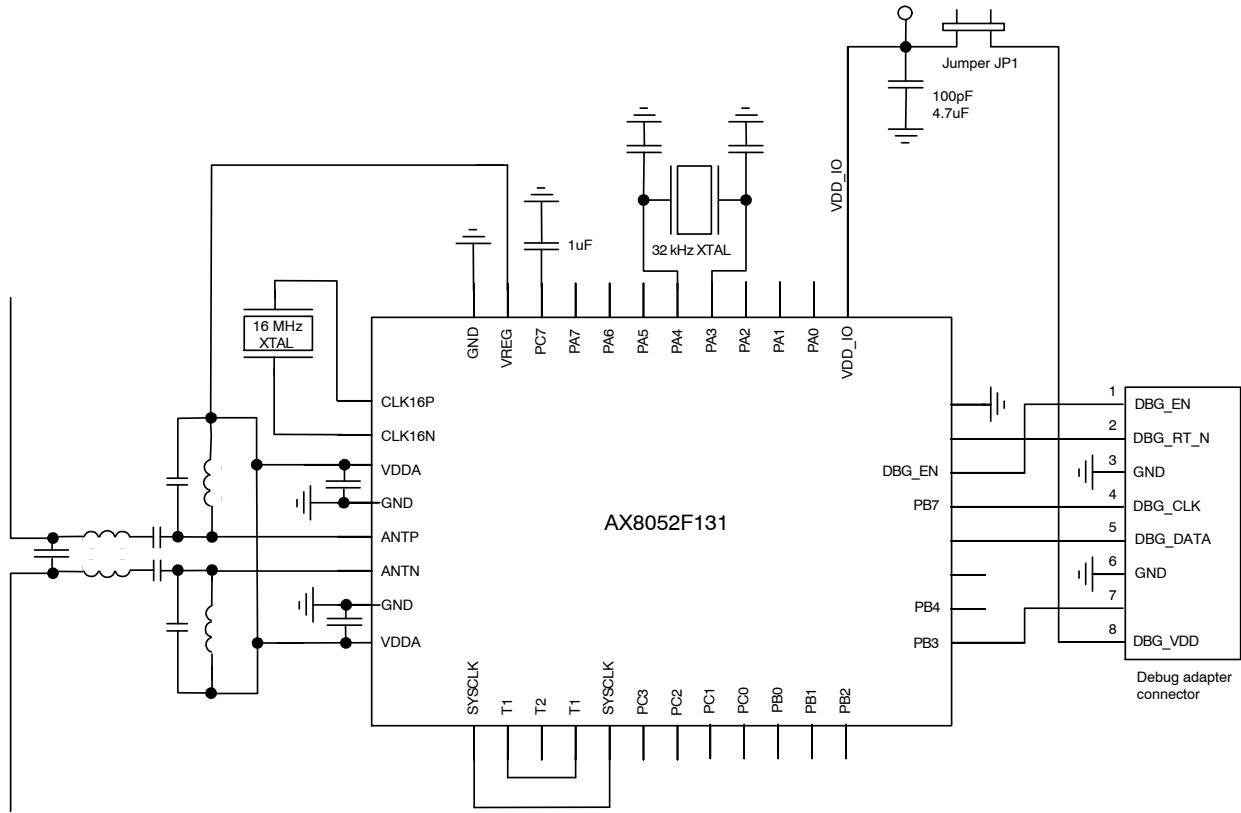 Jumper JP1
100pF
4.7uF
VDD_IO
1uF
32 kHz XTAL
16 MHz
XTAL
GND
VREG
PC7
PA7
PA6
PA5
PA4
PA3
PA2
PA1
PA0
VDD_IO
CLK16P
CLK16N
VDDA
GND
ANTP
ANTN
GND
VDDA
AX8052F131
DBG_EN
PB7
PB4
PB3
1 DBG_EN
2 DBG_RT_N
3 GND
4 DBG_CLK
5 DBG_DATA
6 GND
7
8 DBG_VDD
Debug adapter
connector
SYSCLK
T1
T2
T1
SYSCLK
PC3
PC2
PC1
PC0
PB0
PB1
PB2